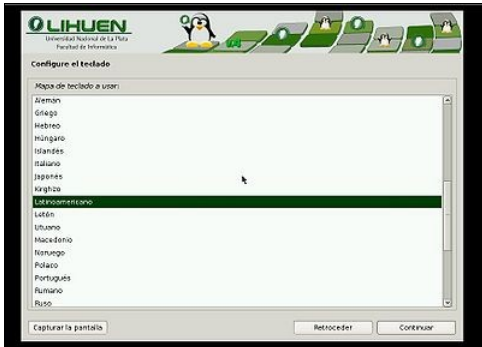 LIHUEN
Universidad Nacional de La Plata
Facultad de Informática
Configure el teclado
Mapa de teclado a usar:
Alemán
Griego
Hebreo
Húngaro
Islandés
Italiano
Japonés
Kirghizo
Latinoamericano
Letón
Lituano
Macedonio
Noruego
Polaco
Portugués
Rumano
Ruso
Capturar la pantalla
Retroceder
Continuar